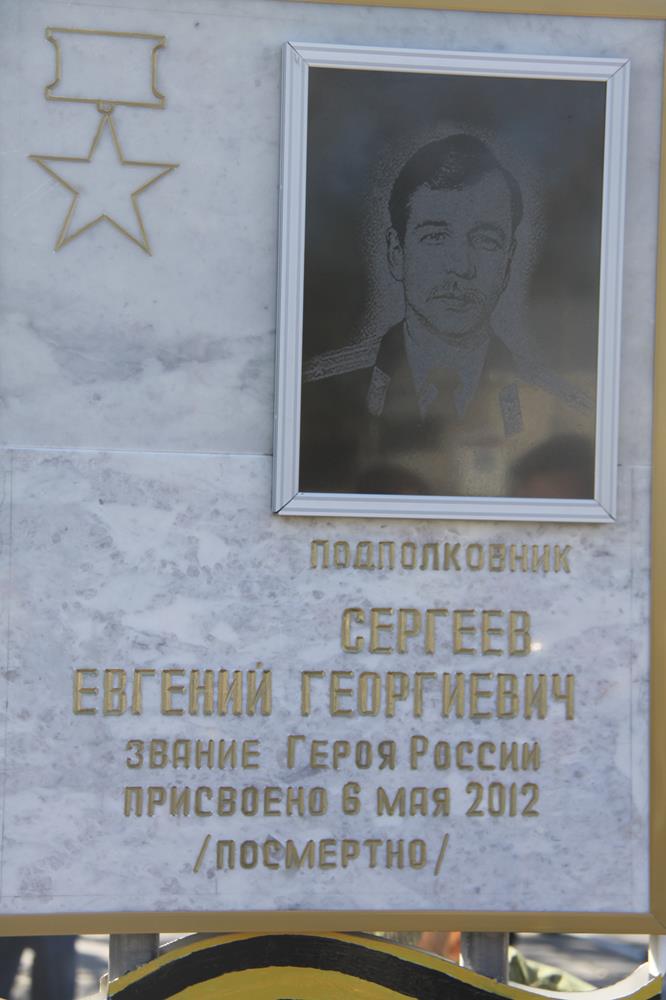 ПОДПОЛКОВНИК
СЕРГЕЕВ
ЕВГЕНИЙ ГЕОРГИЕВИЧ
ЗВАНИЕ ГЕРОЯ РОССИИ
ПРИСВОЕНО 6 МАЯ 2012
/ПОСМЕРТНО/